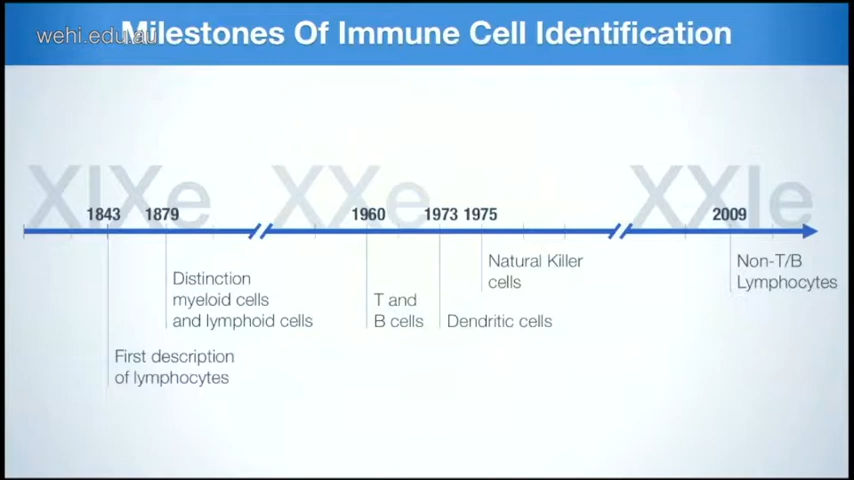 wehi.edu.au
Milestones Of Immune Cell Identification
XIXe
XXe
XXIe
1843
1879
1960
1973
1975
2009
Distinction
myeloid cells
and lymphoid cells
First description
of lymphocytes
T and
B cells
Dendritic cells
Natural Killer
cells
Non-T/B
Lymphocytes